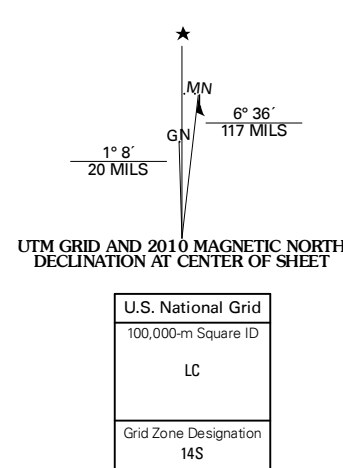 MN
6° 36´
117 MILS
GN
1° 8´
20 MILS
UTM GRID AND 2010 MAGNETIC NORTH
DECLINATION AT CENTER OF SHEET
U.S. National Grid
100,000-m Square ID
LC
Grid Zone Designation
14S